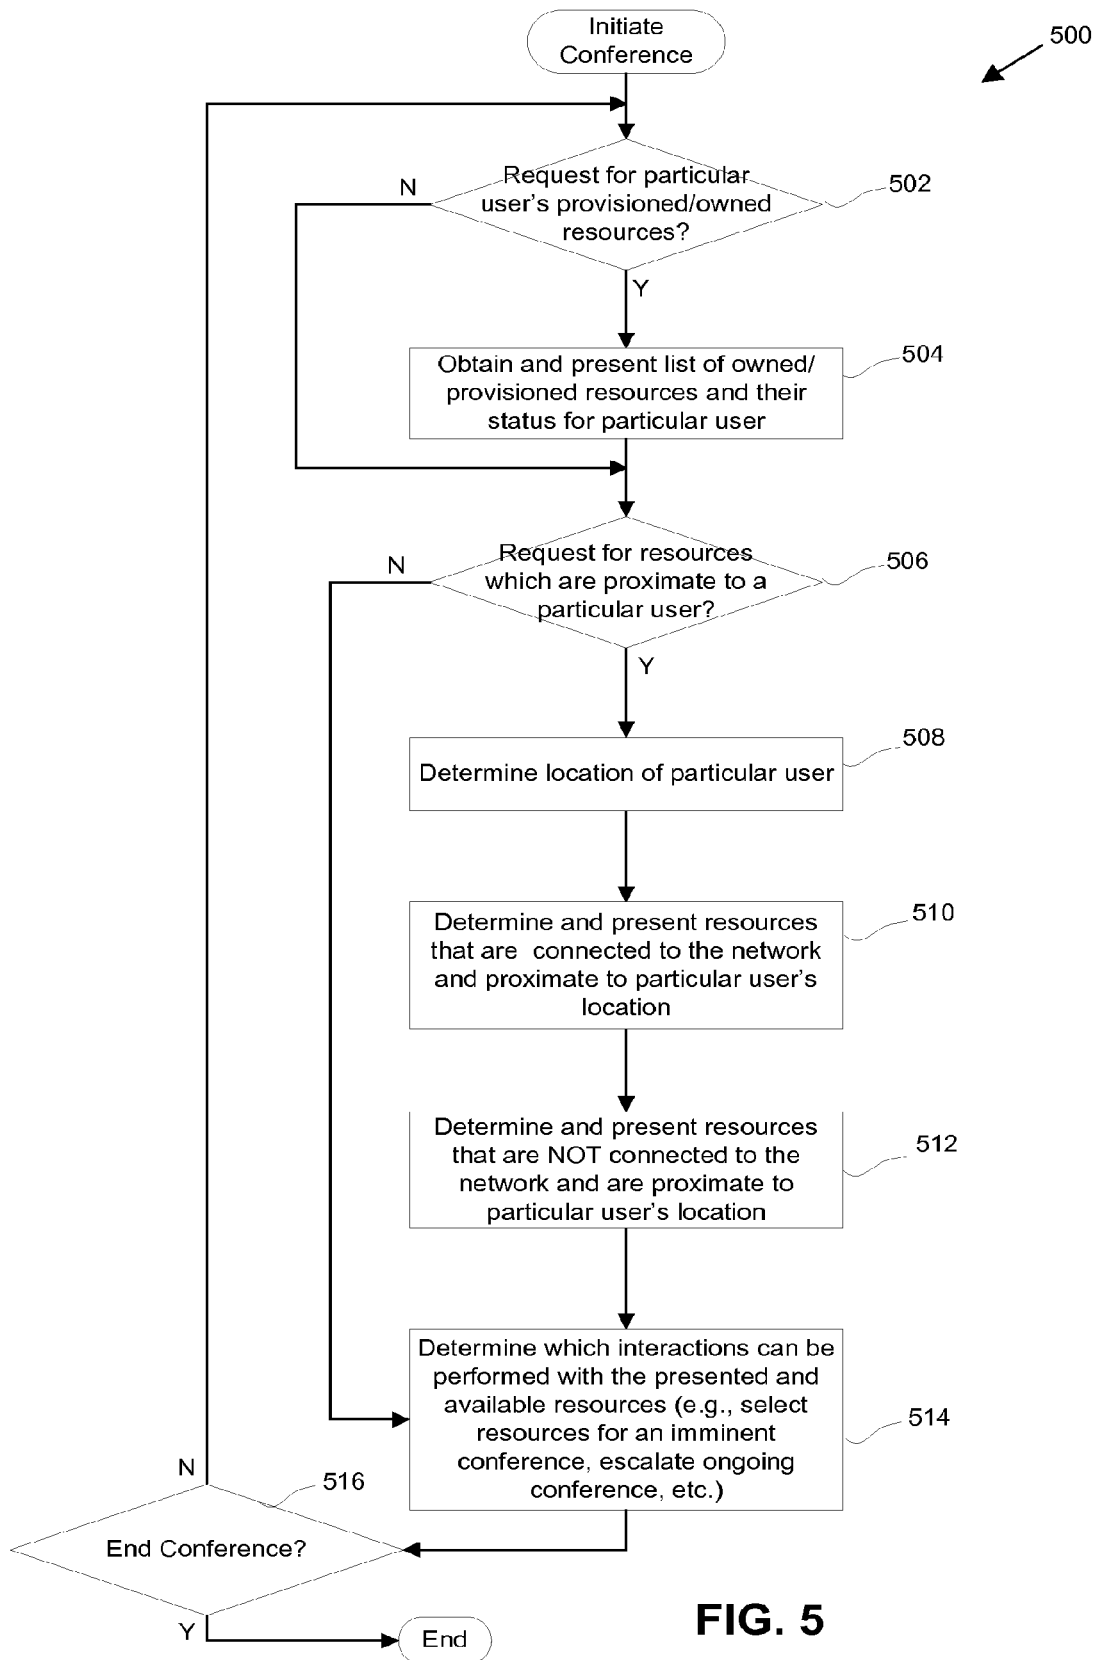 Initiate
Conference
500
Request for particular
user's provisioned/owned
resources?
502
N
Y
Obtain and present list of owned/
provisioned resources and their
status for particular user
504
Request for resources
which are proximate to a
particular user?
506
N
Y
Determine location of particular user
508
Determine and present resources
that are connected to the network
and proximate to particular user's
location
510
Determine and present resources
that are NOT connected to the
network and are proximate to
particular user's location
512
Determine which interactions can be
performed with the presented and
available resources (e.g., select
resources for an imminent
conference, escalate ongoing
conference, etc.)
514
N
516
End Conference?
Y
End
FIG. 5